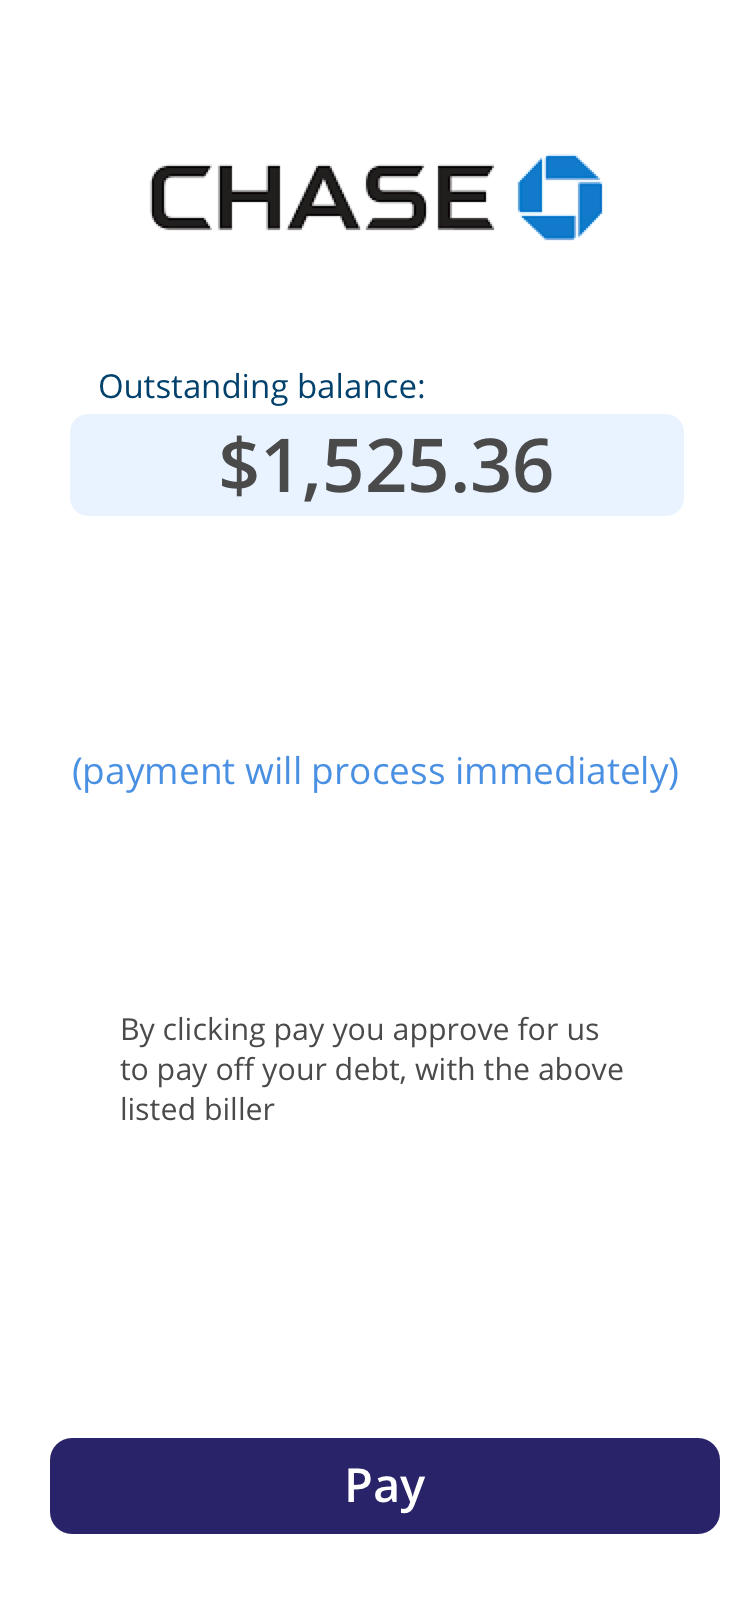 CHASE
Outstanding balance:
$1,525.36
(payment will process immediately)
By clicking pay you approve for us
to pay off your debt, with the above
listed biller
Pay